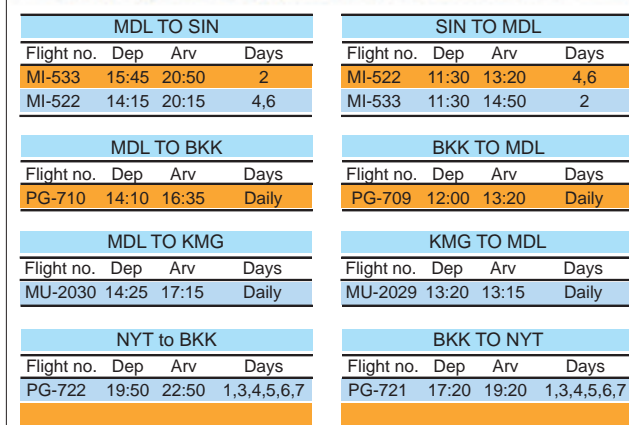 MDL TO SIN
Flight no. Dep Arv Days
MI-533 15:45 20:50 2
MI-522 14:15 20:15 4,6
SIN TO MDL
Flight no. Dep Arv Days
MI-522 11:30 13:20 4,6
MI-533 11:30 14:50 2
MDL TO BKK
Flight no. Dep Arv Days
PG-710 14:10 16:35 Daily
BKK TO MDL
Flight no. Dep Arv Days
PG-709 12:00 13:20 Daily
MDL TO KMG
Flight no. Dep Arv Days
MU-2030 14:25 17:15 Daily
KMG TO MDL
Flight no. Dep Arv Days
MU-2029 13:20 13:15 Daily
NYT to BKK
Flight no. Dep Arv Days
PG-722 19:50 22:50 1,3,4,5,6,7
BKK TO NYT
Flight no. Dep Arv Days
PG-721 17:20 19:20 1,3,4,5,6,7